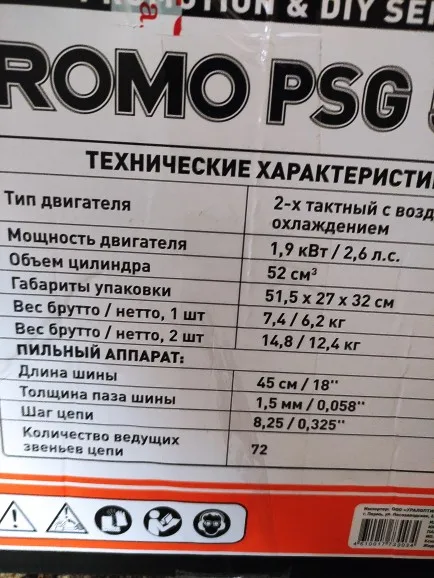 & DIY SE
ROMO PSG
ТЕХНИЧЕСКИЕ ХАРАКТЕРИСТИ
Тип двигателя 2-х тактный с возд
охлаждением
Мощность двигателя 1,9 кВт / 2,6 л.с.
Объем цилиндра 52 см³
Габариты упаковки 51,5 х 27 х 32 см
Вес брутто / нетто, 1 шт 7,4 / 6,2 кг
Вес брутто / нетто, 2 шт 14,8 / 12,4 кг
ПИЛЬНЫЙ АППАРАТ:
Длина шины 45 см / 18''
Толщина паза шины 1,5 мм / 0,058''
Шаг цепи 8,25 / 0,325''
Количество ведущих
звеньев цепи 72